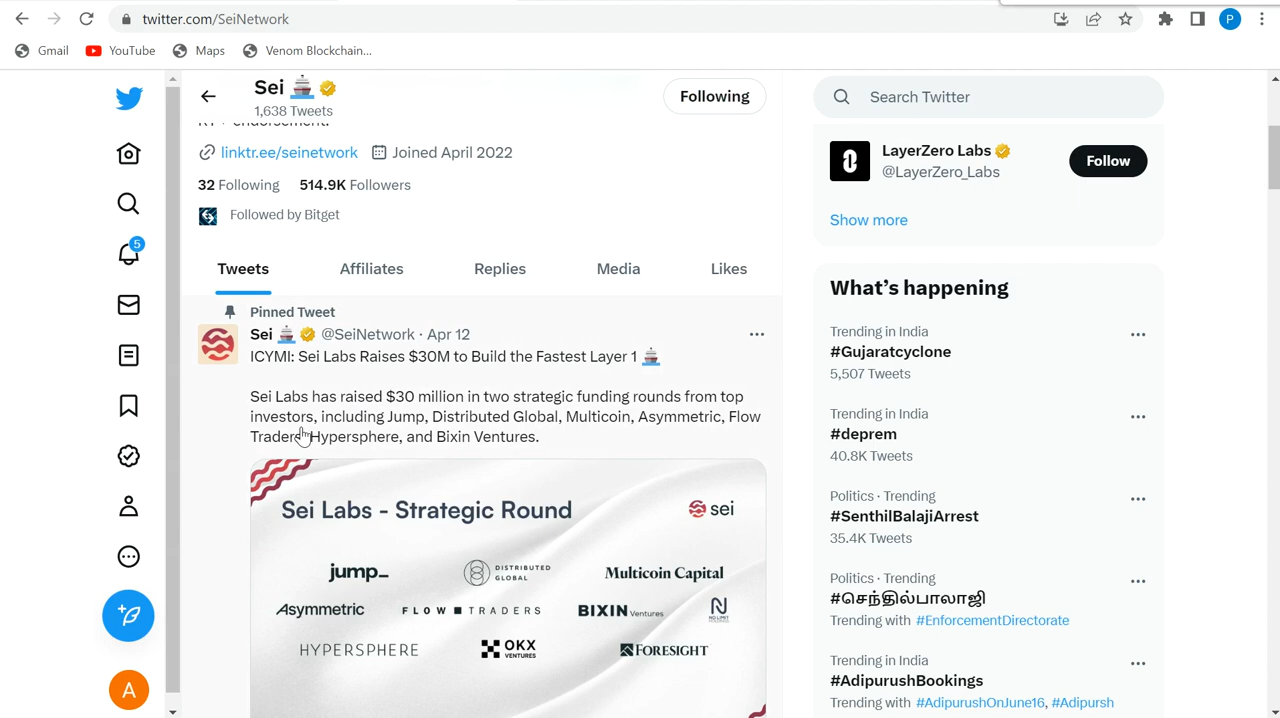 twitter.com/SeiNetwork
P
Gmail
YouTube
Maps
Venom Blockchain...
Sei
1,638 Tweets
Following
linktr.ee/seinetwork
Joined April 2022
32 Following
514.9K Followers
Followed by Bitget
Tweets
Affiliates
Replies
Media
Likes
Pinned Tweet
Sei @SeiNetwork · Apr 12
ICYMI: Sei Labs Raises $30M to Build the Fastest Layer 1
Sei Labs has raised $30 million in two strategic funding rounds from top
investors, including Jump, Distributed Global, Multicoin, Asymmetric, Flow
Traders, Hypersphere, and Bixin Ventures.
Sei Labs - Strategic Round
sei
jump_
DISTRIBUTED
GLOBAL
Multicoin Capital
Asymmetric
FLOW TRADERS
BIXIN Ventures
NO LIMIT
HYPERSPHERE
OKX
VENTURES
FORESIGHT
5
A
Search Twitter
LayerZero Labs
@LayerZero_Labs
Follow
Show more
What's happening
Trending in India
#Gujaratcyclone
5,507 Tweets
Trending in India
#deprem
40.8K Tweets
Politics · Trending
#SenthilBalajiArrest
35.4K Tweets
Politics · Trending
#செந்தில்பாலாஜி
Trending with #EnforcementDirectorate
Trending in India
#AdipurushBookings
Trending with #AdipurushOnJune16, #Adipursh